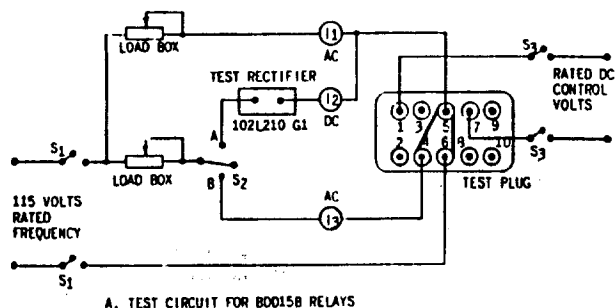 LOAD BOX
I1
AC
S3
TEST RECTIFIER
I2
102L210 G1
DC
RATED DC
CONTROL
VOLTS
A
1 3 5 7 9
2 4 6 8 10
S3
S1
LOAD BOX
B
S2
TEST PLUG
AC
115 VOLTS
RATED
FREQUENCY
I3
S1
A. TEST CIRCUIT FOR BDD15B RELAYS